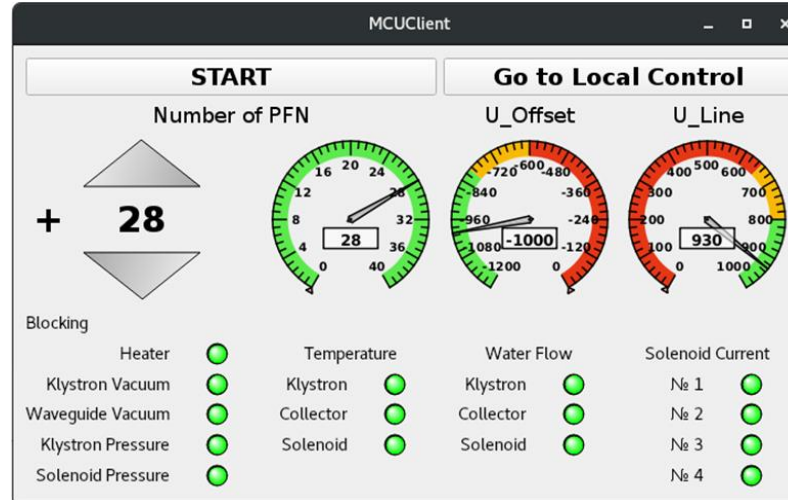 MCUClient
START
Go to Local Control
Number of PFN
U_Offset
U_Line
+ 28
0 4 8 12 16 20 24 28 32 36 40
28
-1200 -1080 -960 -840 -720 -600 -480 -360 -240 -120 0
-1000
0 100 200 300 400 500 600 700 800 900 1000
930
Blocking
Heater
Klystron Vacuum
Waveguide Vacuum
Klystron Pressure
Solenoid Pressure
Temperature
Klystron
Collector
Solenoid
Water Flow
Klystron
Collector
Solenoid
Solenoid Current
№ 1
№ 2
№ 3
№ 4